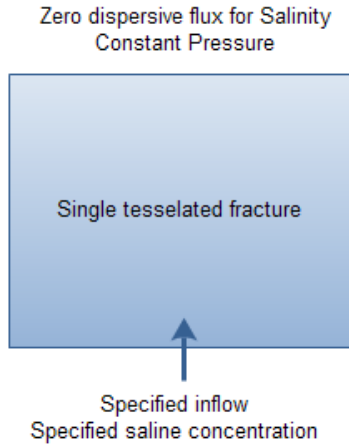 Zero dispersive flux for Salinity
Constant Pressure
Single tesselated fracture
Specified inflow
Specified saline concentration